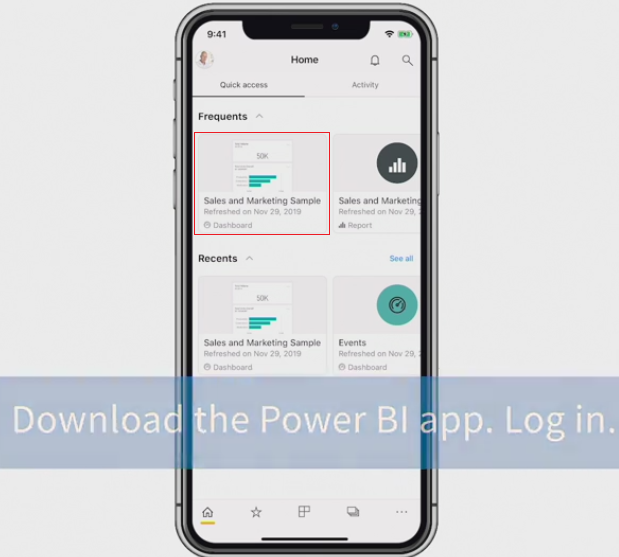 9:41
Home
Quick access
Activity
Frequents
50K
Sales and Marketing Sample
Refreshed on Nov 29, 2019
Dashboard
Sales and Marketing
Refreshed on Nov 29, 2
Report
Recents
See all
50K
Sales and Marketing Sample
Refreshed on Nov 29, 2019
Dashboard
Events
Refreshed on Nov 29, 2
Dashboard
Download the Power BI app. Log in.